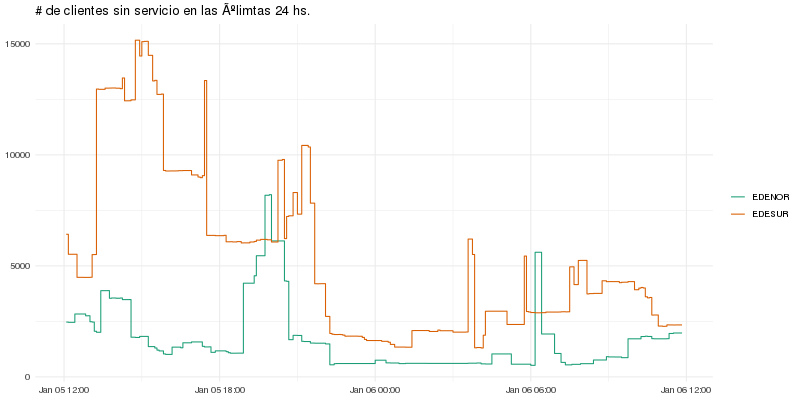 # de clientes sin servicio en las Ãºlimtas 24 hs.
15000
10000
5000
0
Jan 05 12:00
Jan 05 18:00
Jan 06 00:00
Jan 06 06:00
Jan 06 12:00
EDENOR
EDESUR